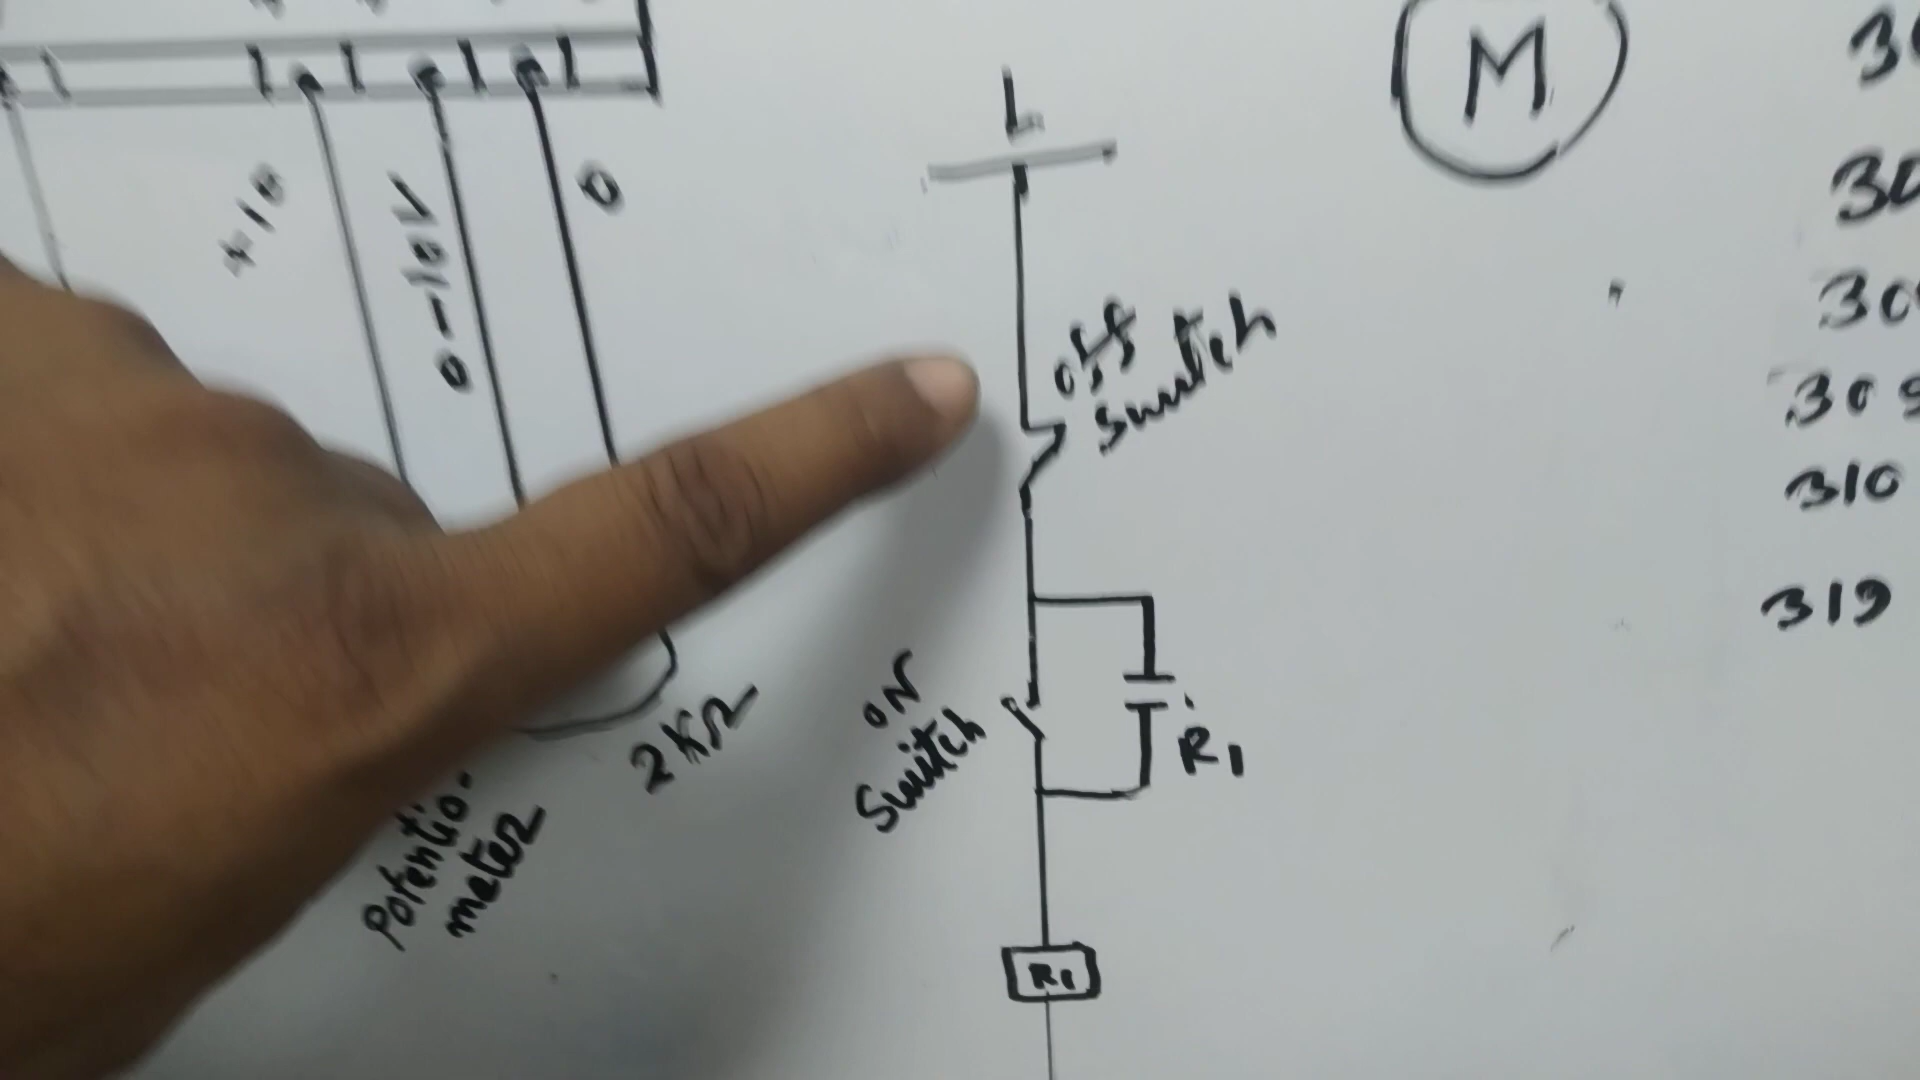 +10
0-10V
0
L
M
off
Switch
ON
Switch
R1
R1
2KΩ
Potentio-
meter
310
319